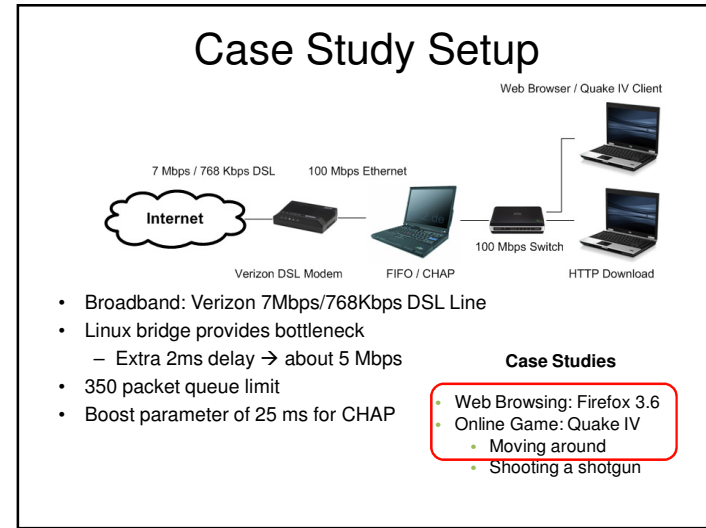 Case Study Setup
Web Browser / Quake IV Client
7 Mbps / 768 Kbps DSL
100 Mbps Ethernet
Internet
100 Mbps Switch
Verizon DSL Modem
FIFO / CHAP
HTTP Download
• Broadband: Verizon 7Mbps/768Kbps DSL Line
• Linux bridge provides bottleneck
– Extra 2ms delay → about 5 Mbps
• 350 packet queue limit
• Boost parameter of 25 ms for CHAP
Case Studies
• Web Browsing: Firefox 3.6
• Online Game: Quake IV
• Moving around
• Shooting a shotgun